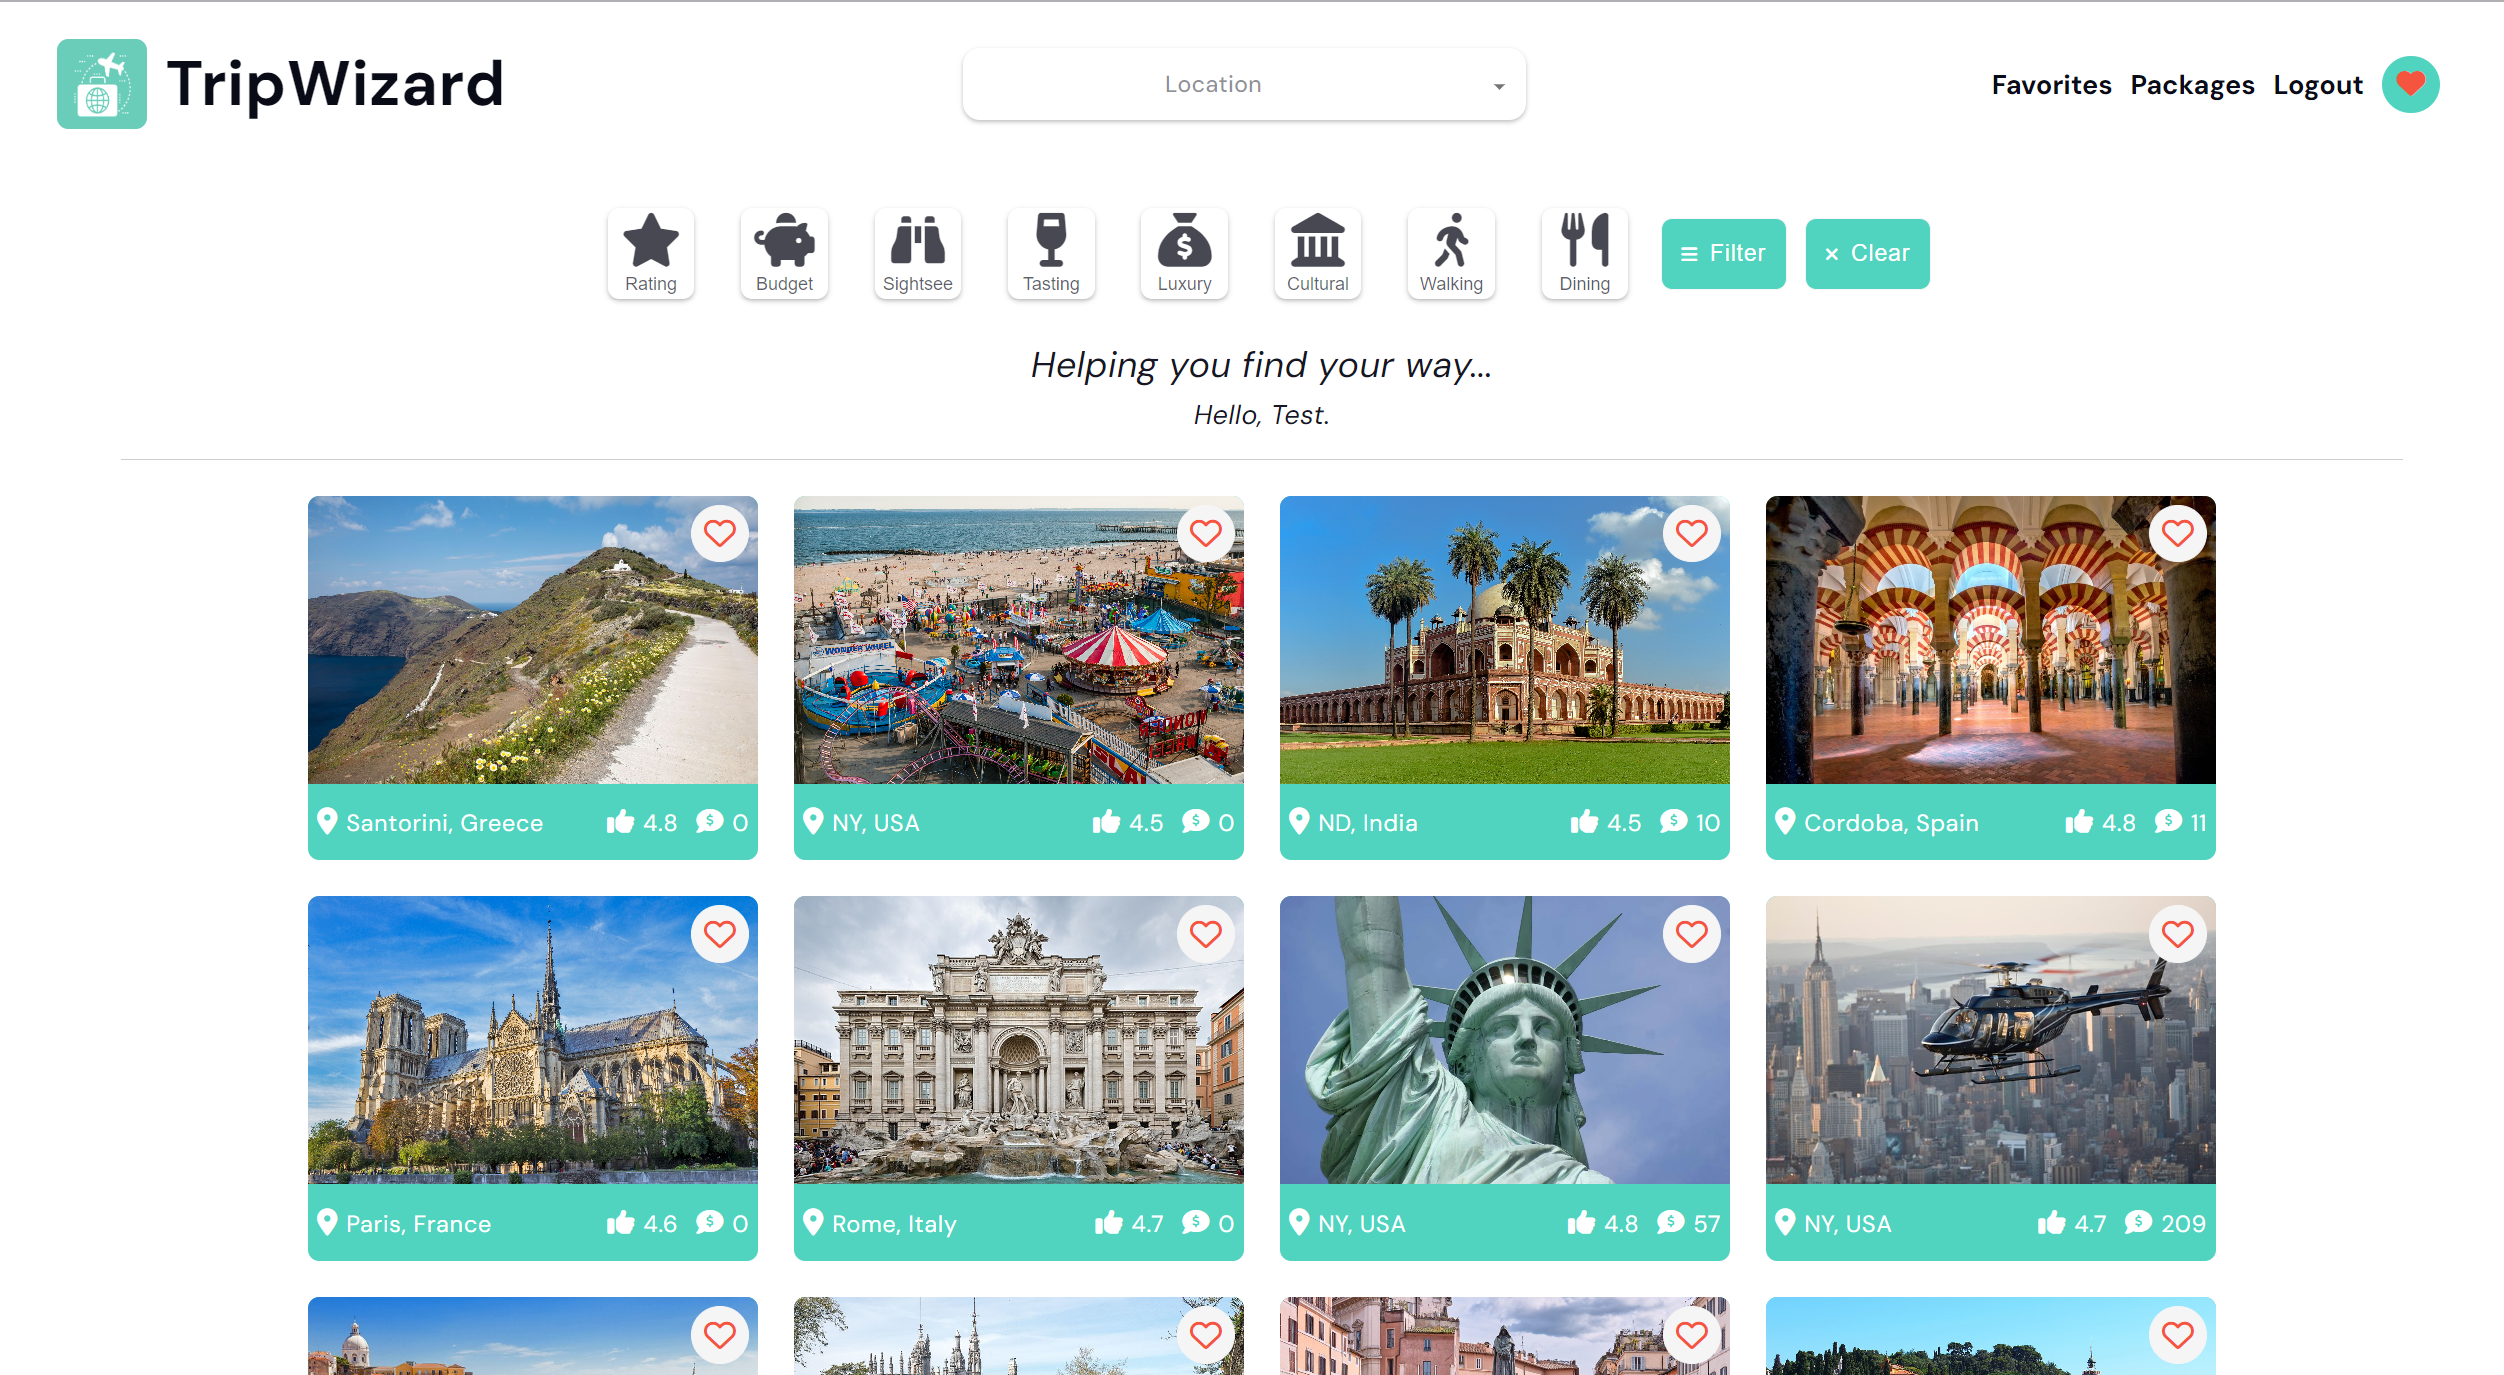 TripWizard
Location
Favorites Packages Logout
Rating Budget Sightsee Tasting Luxury Cultural Walking Dining Filter Clear
Helping you find your way...
Hello, Test.
WONDER WHEEL
WONDER
Santorini, Greece 4.8 0
NY, USA 4.5 0
ND, India 4.5 10
Cordoba, Spain 4.8 11
Paris, France 4.6 0
Rome, Italy 4.7 0
NY, USA 4.8 57
NY, USA 4.7 209